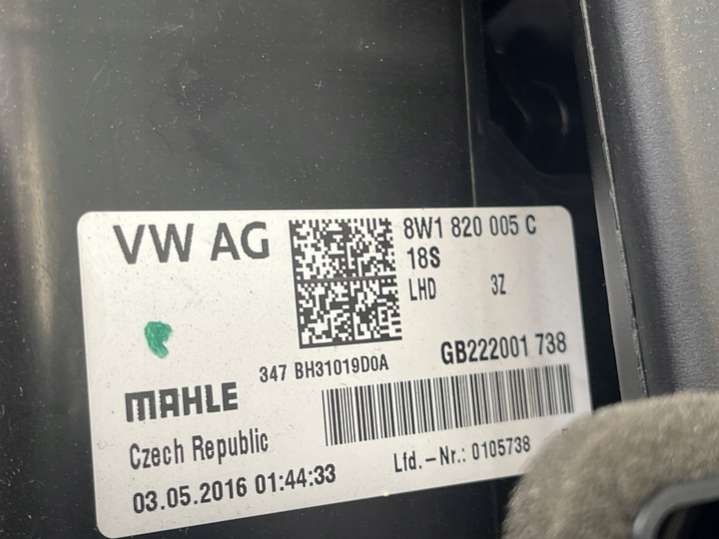 VW AG
8W1 820 005 C
18S
LHD 3Z
347 BH31019D0A
GB222001 738
MAHLE
Czech Republic
Lfd.-Nr.: 0105738
03.05.2016 01:44:33